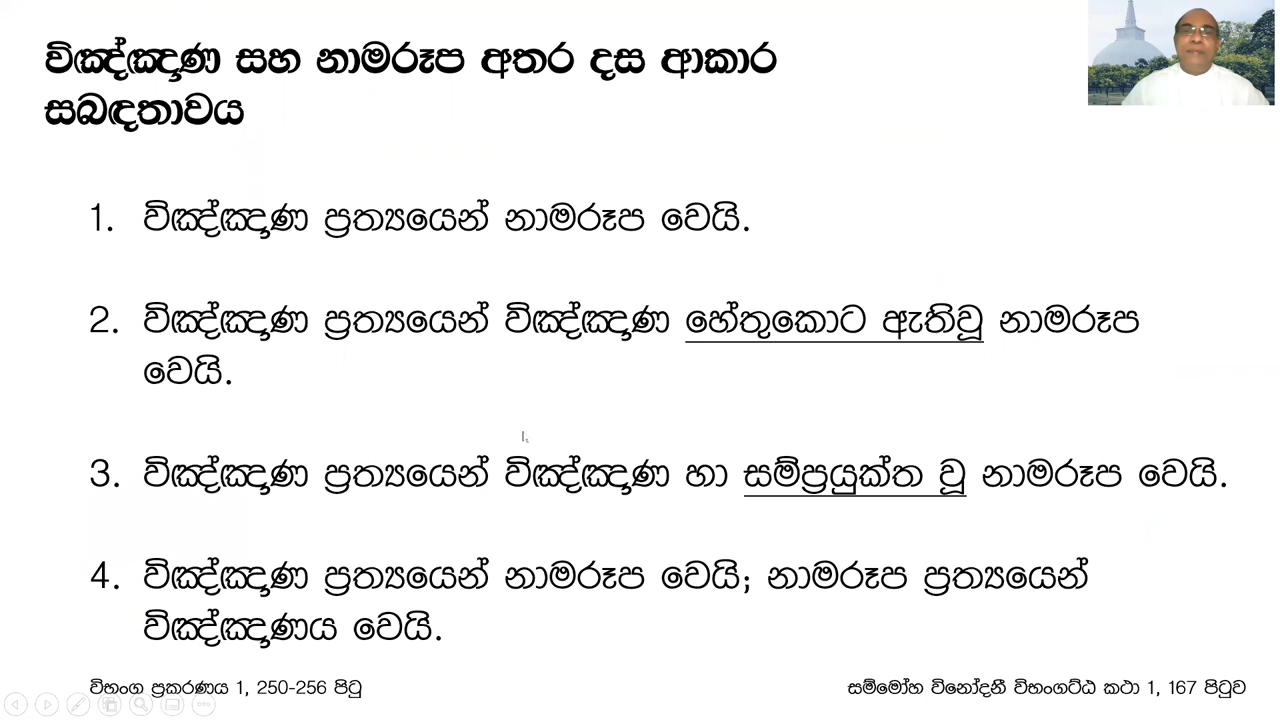 විඤ්ඤාණ සහ නාමරූප අතර දස ආකාර
සබඳතාවය
1. විඤ්ඤාණ ප්‍රත්‍යයෙන් නාමරූප වෙයි.
2. විඤ්ඤාණ ප්‍රත්‍යයෙන් විඤ්ඤාණ හේතුකොට ඇතිවූ නාමරූප
වෙයි.
3. විඤ්ඤාණ ප්‍රත්‍යයෙන් විඤ්ඤාණ හා සම්ප්‍රයුක්ත වූ නාමරූප වෙයි.
4. විඤ්ඤාණ ප්‍රත්‍යයෙන් නාමරූප වෙයි; නාමරූප ප්‍රත්‍යයෙන්
විඤ්ඤාණය වෙයි.
විභංග ප්‍රකරණය 1, 250-256 පිටු
සම්මෝහ විනෝදනී විභංගට්ඨ කථා 1, 167 පිටුව